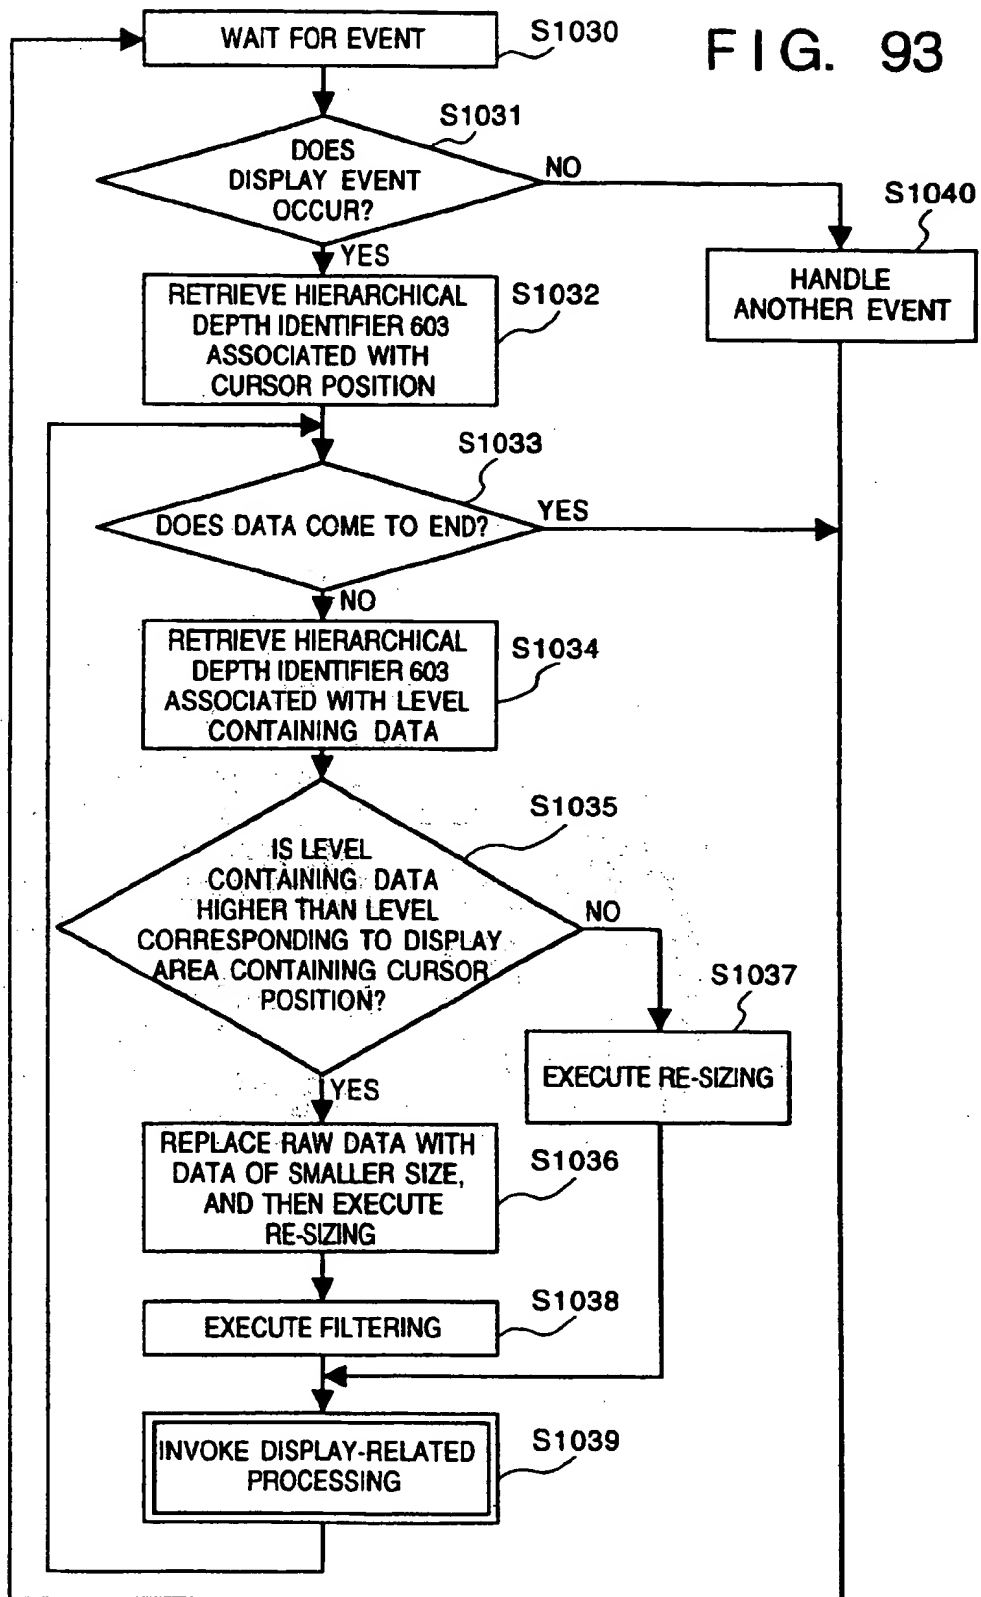 FIG. 93
WAIT FOR EVENT
S1030
S1031
DOES
DISPLAY EVENT
OCCUR?
NO
YES
S1040
HANDLE
ANOTHER EVENT
RETRIEVE HIERARCHICAL
DEPTH IDENTIFIER 603
ASSOCIATED WITH
CURSOR POSITION
S1032
S1033
DOES DATA COME TO END?
YES
NO
RETRIEVE HIERARCHICAL
DEPTH IDENTIFIER 603
ASSOCIATED WITH LEVEL
CONTAINING DATA
S1034
S1035
IS LEVEL
CONTAINING DATA
HIGHER THAN LEVEL
CORRESPONDING TO DISPLAY
AREA CONTAINING CURSOR
POSITION?
NO
YES
S1037
EXECUTE RE-SIZING
REPLACE RAW DATA WITH
DATA OF SMALLER SIZE,
AND THEN EXECUTE
RE-SIZING
S1036
EXECUTE FILTERING
S1038
INVOKE DISPLAY-RELATED
PROCESSING
S1039